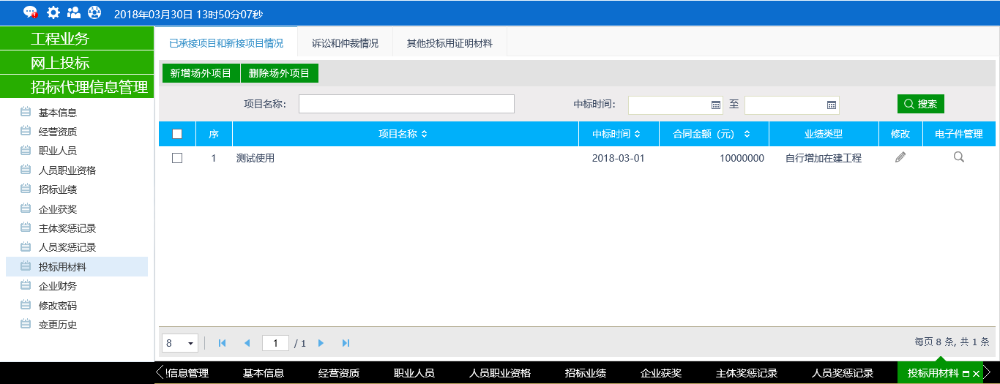 2018年03月30日 13时50分07秒
工程业务
网上投标
招标代理信息管理
基本信息
经营资质
职业人员
人员职业资格
招标业绩
企业获奖
主体奖惩记录
人员奖惩记录
投标用材料
企业财务
修改密码
变更历史
已承接项目和新接项目情况 诉讼和仲裁情况 其他投标用证明材料
新增场外项目 删除场外项目
项目名称: 中标时间: 至 搜索
序 项目名称 中标时间 合同金额（元） 业绩类型 修改 电子件管理
1 测试使用 2018-03-01 10000000 自行增加在建工程
8 1 / 1 每页 8 条, 共 1 条
信息管理 基本信息 经营资质 职业人员 人员职业资格 招标业绩 企业获奖 主体奖惩记录 人员奖惩记录 投标用材料